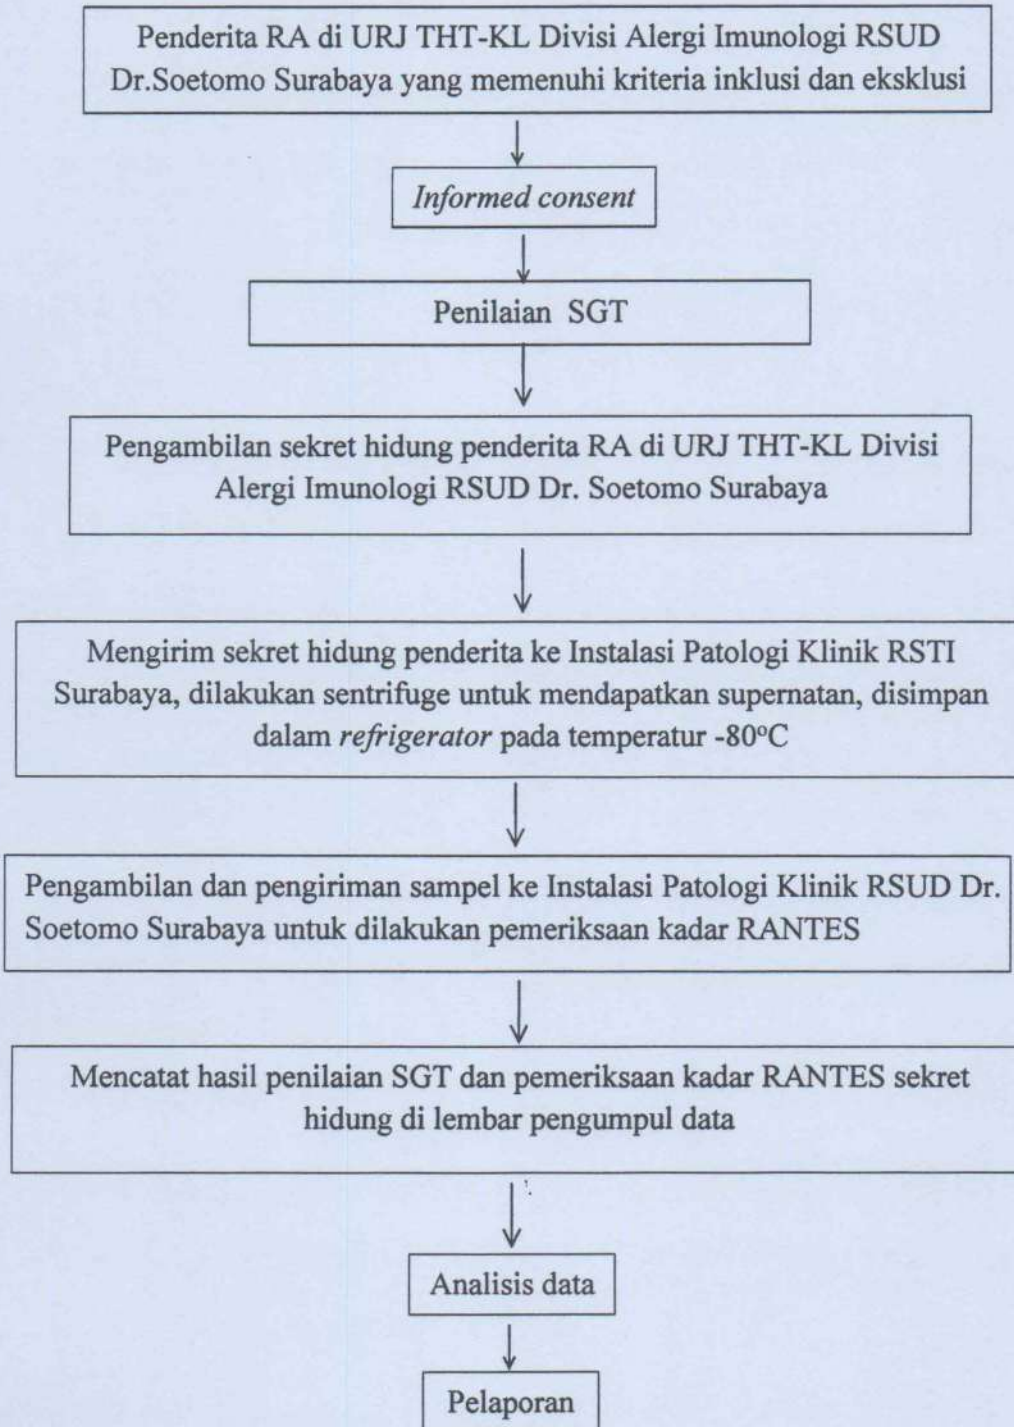 Penderita RA di URJ THT-KL Divisi Alergi Imunologi RSUD
Dr.Soetomo Surabaya yang memenuhi kriteria inklusi dan eksklusi
Informed consent
Penilaian SGT
Pengambilan sekret hidung penderita RA di URJ THT-KL Divisi
Alergi Imunologi RSUD Dr. Soetomo Surabaya
Mengirim sekret hidung penderita ke Instalasi Patologi Klinik RSTI
Surabaya, dilakukan sentrifuge untuk mendapatkan supernatan, disimpan
dalam refrigerator pada temperatur -80°C
Pengambilan dan pengiriman sampel ke Instalasi Patologi Klinik RSUD Dr.
Soetomo Surabaya untuk dilakukan pemeriksaan kadar RANTES
Mencatat hasil penilaian SGT dan pemeriksaan kadar RANTES sekret
hidung di lembar pengumpul data
Analisis data
Pelaporan